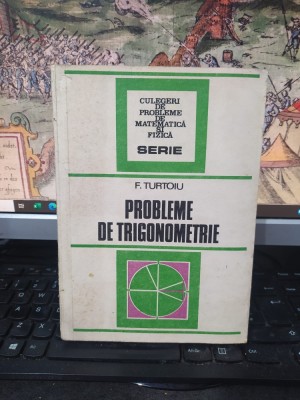 CULEGERI
DE
PROBLEME
DE
MATEMATICĂ
ȘI
FIZICĂ
SERIE
F. TURTOIU
PROBLEME
DE TRIGONOMETRIE